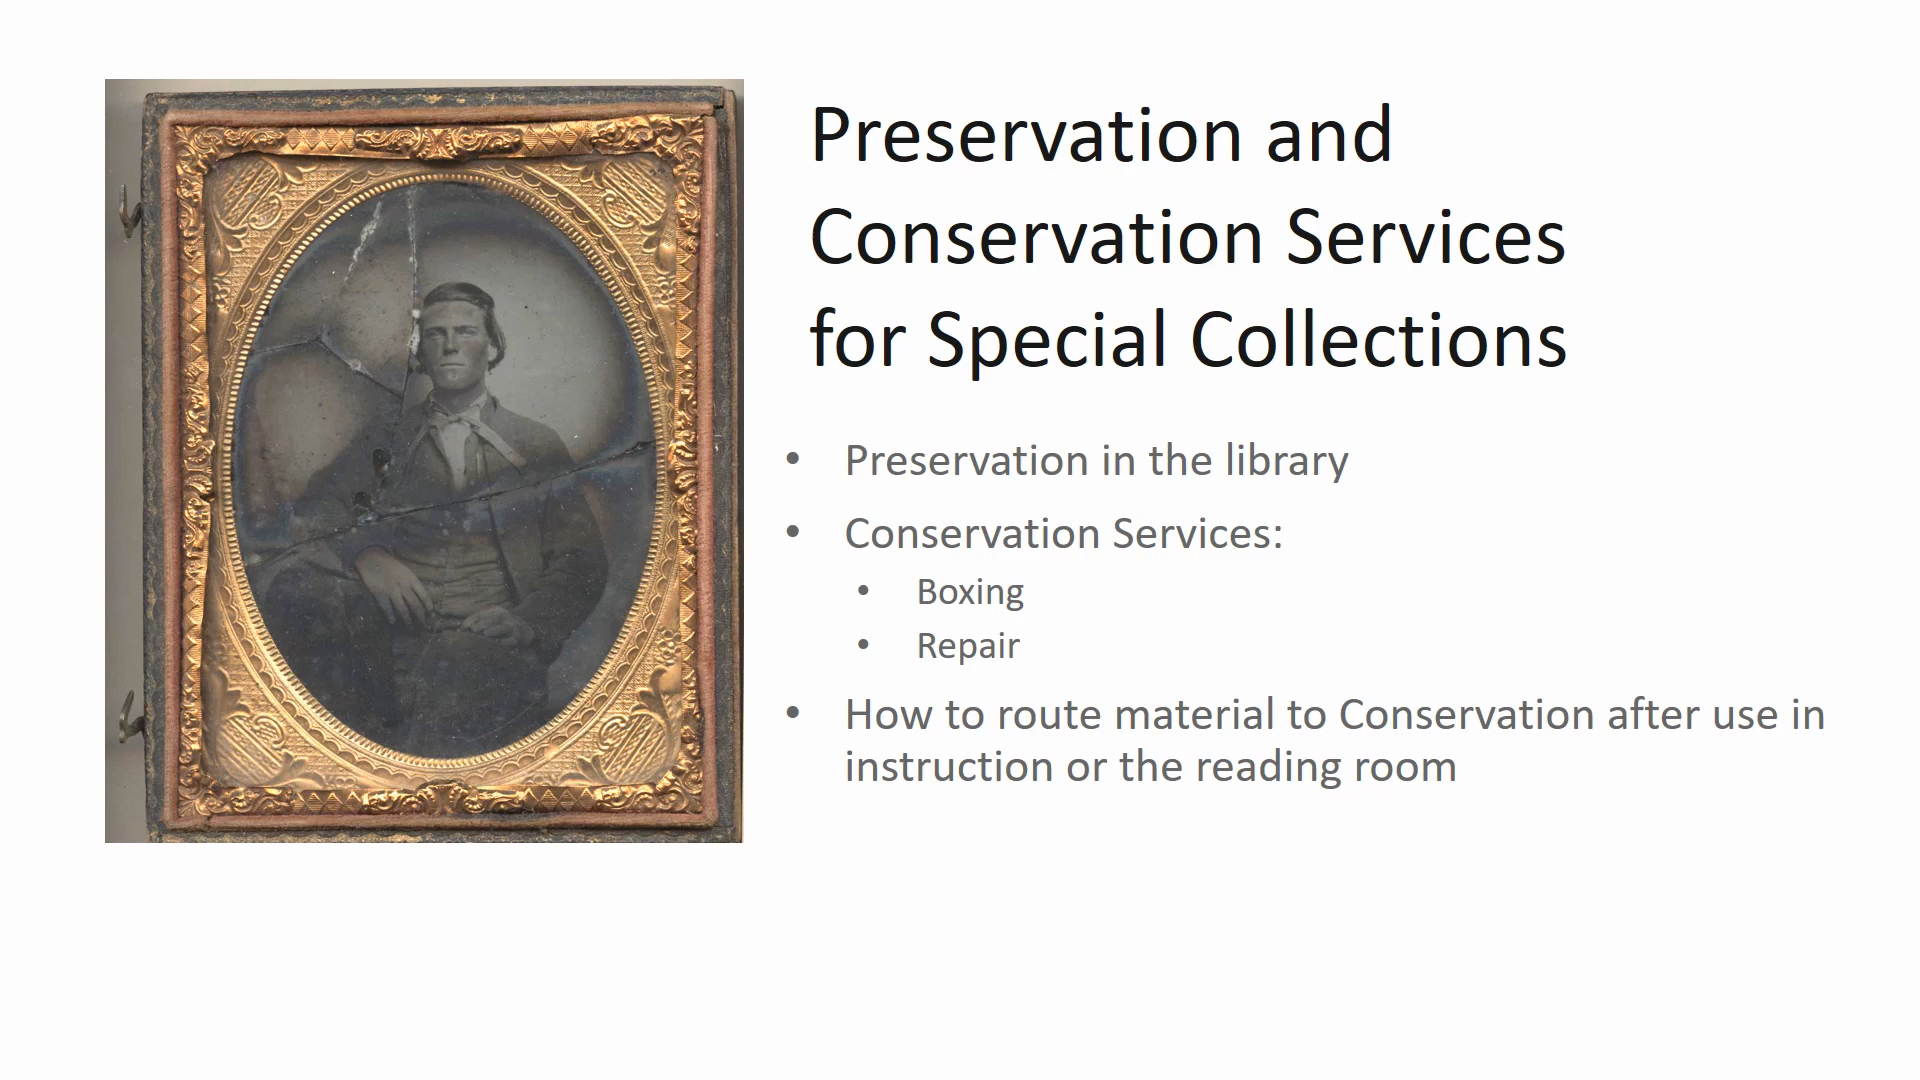 Preservation and
Conservation Services
for Special Collections
• Preservation in the library
• Conservation Services:
• Boxing
• Repair
• How to route material to Conservation after use in
instruction or the reading room